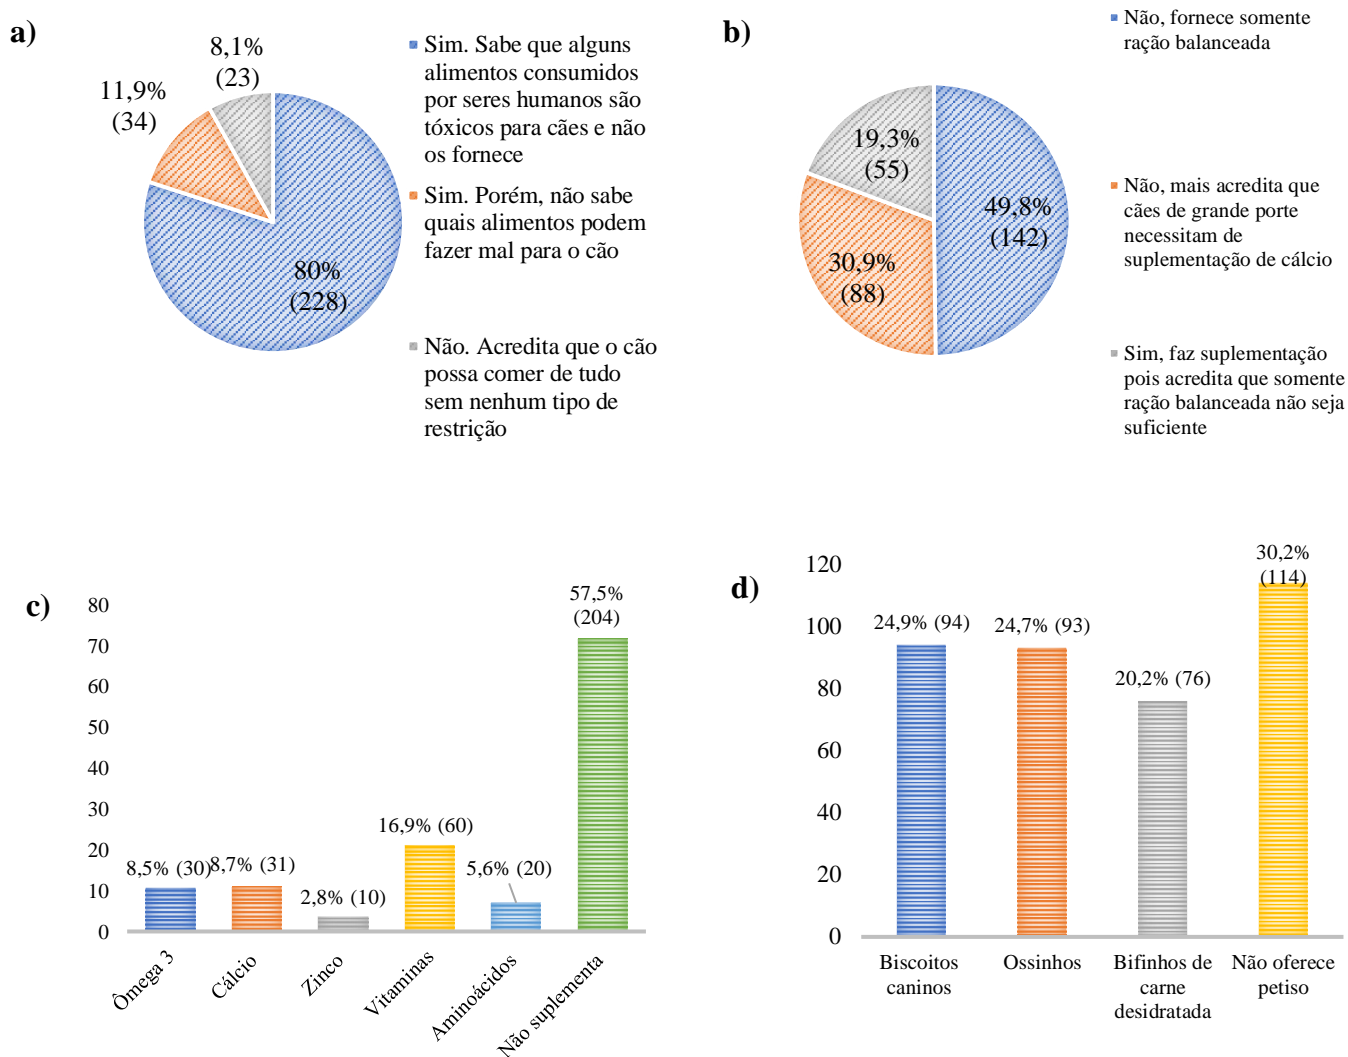 a)
8,1%
(23)
11,9%
(34)
80%
(228)
Sim. Sabe que alguns
alimentos consumidos
por seres humanos são
tóxicos para cães e não
os fornece
Sim. Porém, não sabe
quais alimentos podem
fazer mal para o cão
Não. Acredita que o cão
possa comer de tudo
sem nenhum tipo de
restrição
b)
19,3%
(55)
49,8%
(142)
30,9%
(88)
Não, fornece somente
ração balanceada
Não, mais acredita que
cães de grande porte
necessitam de
suplementação de cálcio
Sim, faz suplementação
pois acredita que somente
ração balanceada não seja
suficiente
c)
80
70
60
50
40
30
20
10
0
8,5% (30)
8,7% (31)
2,8% (10)
16,9% (60)
5,6% (20)
57,5%
(204)
Ômega 3
Cálcio
Zinco
Vitaminas
Aminoácidos
Não suplementa
d)
120
100
80
60
40
20
0
24,9% (94)
24,7% (93)
20,2% (76)
30,2%
(114)
Biscoitos
caninos
Ossinhos
Bifinhos de
carne
desidratada
Não oferece
petiso